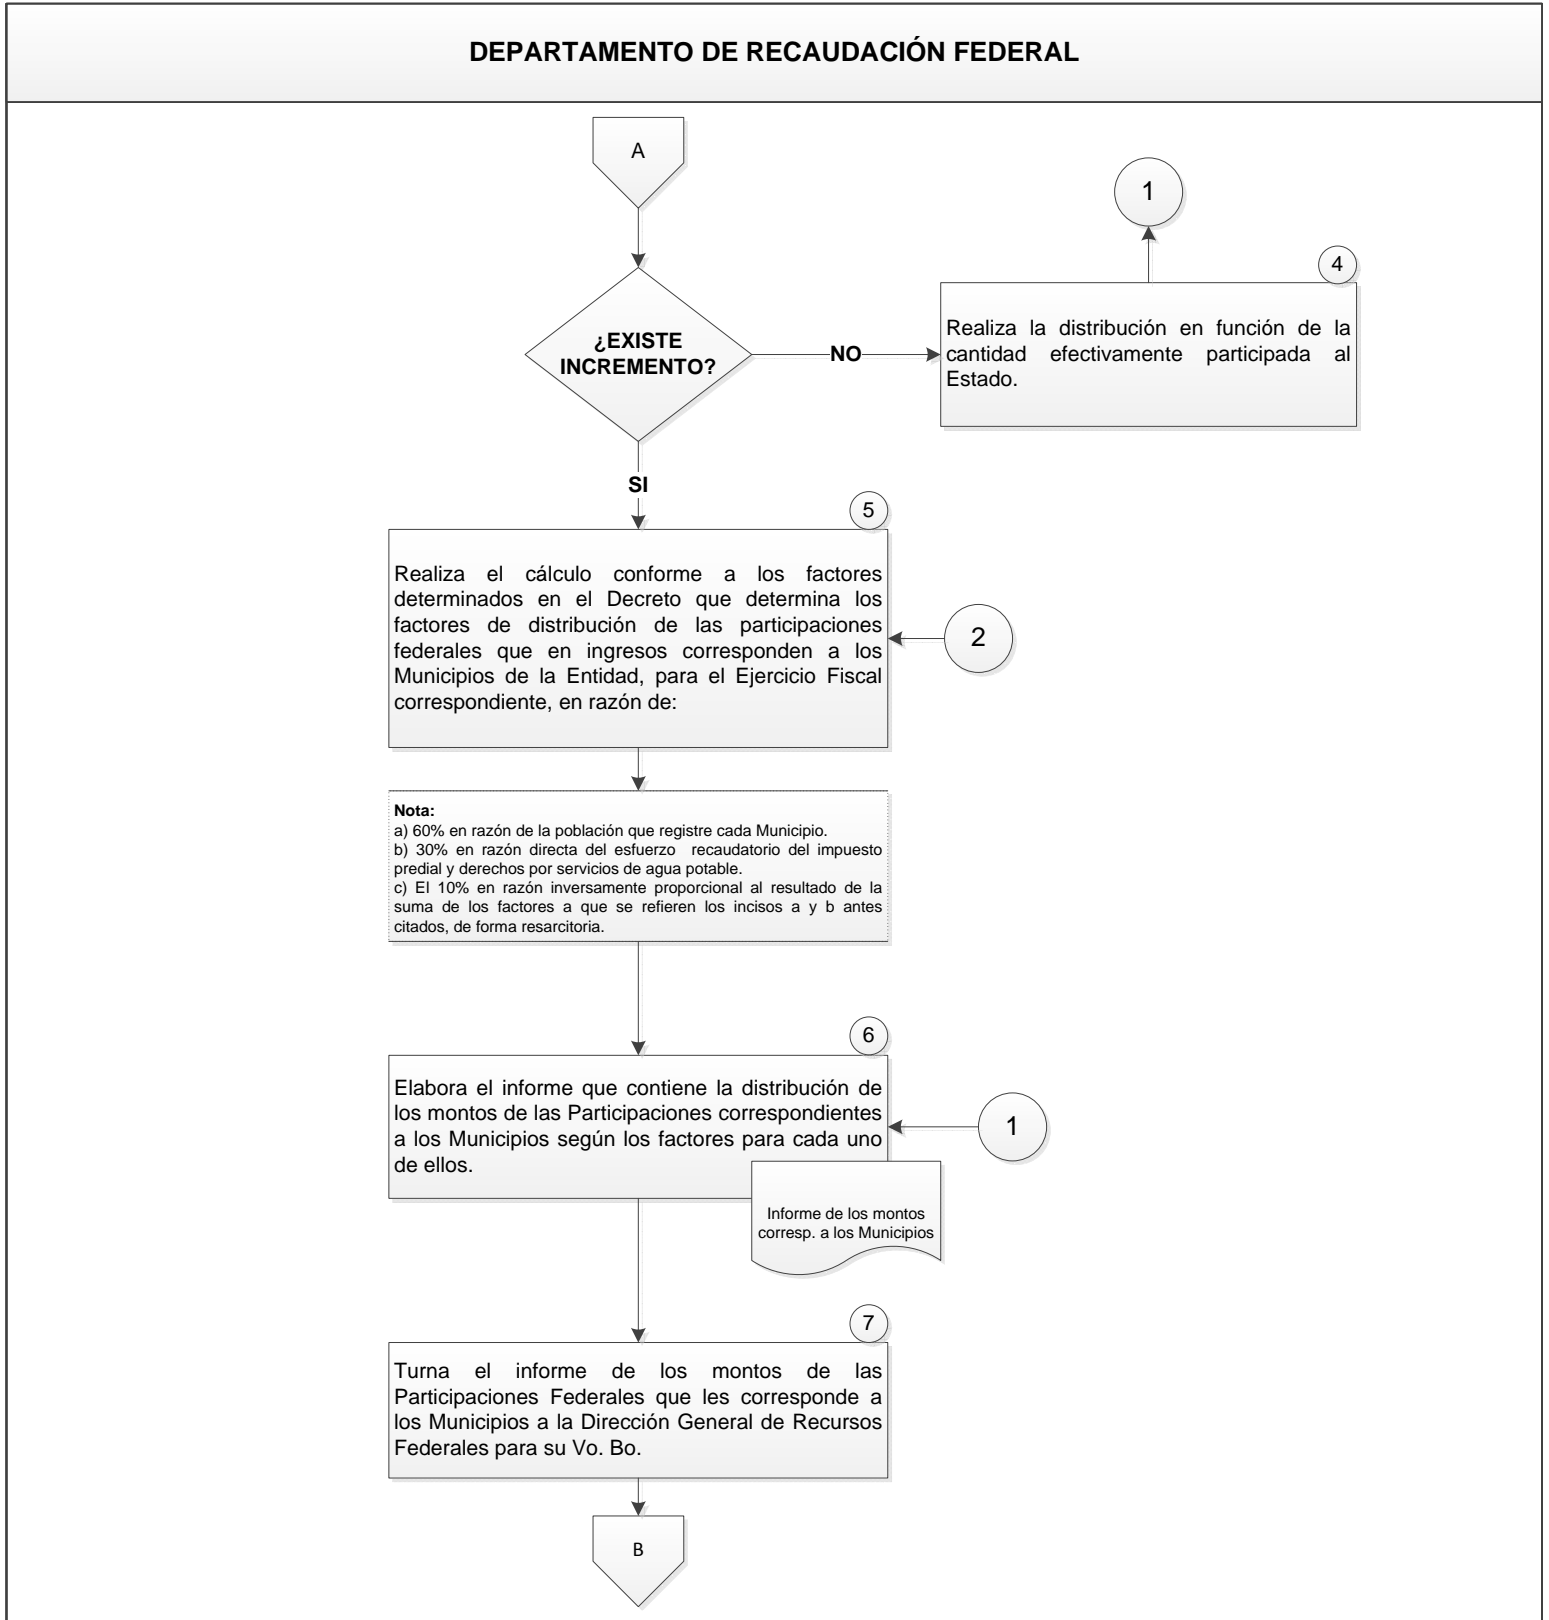 DEPARTAMENTO DE RECAUDACIÓN FEDERAL
A
1
4
¿EXISTE
INCREMENTO?
NO
Realiza la distribución en función de la
cantidad efectivamente participada al
Estado.
SI
5
Realiza el cálculo conforme a los factores
determinados en el Decreto que determina los
factores de distribución de las participaciones
federales que en ingresos corresponden a los
Municipios de la Entidad, para el Ejercicio Fiscal
correspondiente, en razón de:
2
Nota:
a) 60% en razón de la población que registre cada Municipio.
b) 30% en razón directa del esfuerzo recaudatorio del impuesto
predial y derechos por servicios de agua potable.
c) El 10% en razón inversamente proporcional al resultado de la
suma de los factores a que se refieren los incisos a y b antes
citados, de forma resarcitoria.
6
Elabora el informe que contiene la distribución de
los montos de las Participaciones correspondientes
a los Municipios según los factores para cada uno
de ellos.
1
Informe de los montos
corresp. a los Municipios
7
Turna el informe de los montos de las
Participaciones Federales que les corresponde a
los Municipios a la Dirección General de Recursos
Federales para su Vo. Bo.
B